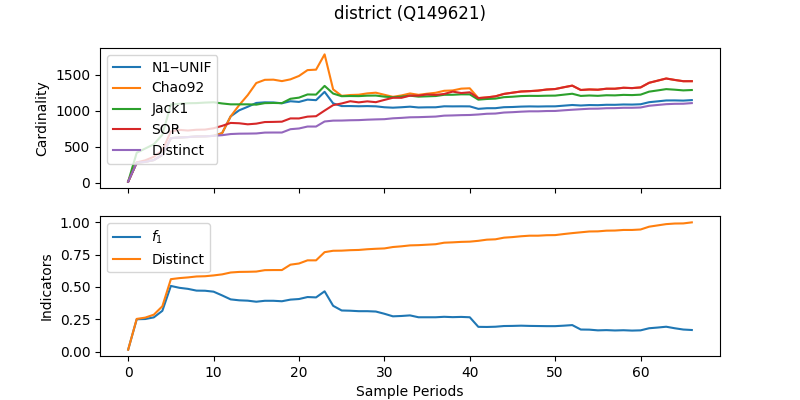 district (Q149621)
Cardinality
1500
1000
500
0
N1−UNIF
Chao92
Jack1
SOR
Distinct
Indicators
1.00
0.75
0.50
0.25
0.00
f1
Distinct
0 10 20 30 40 50 60
Sample Periods